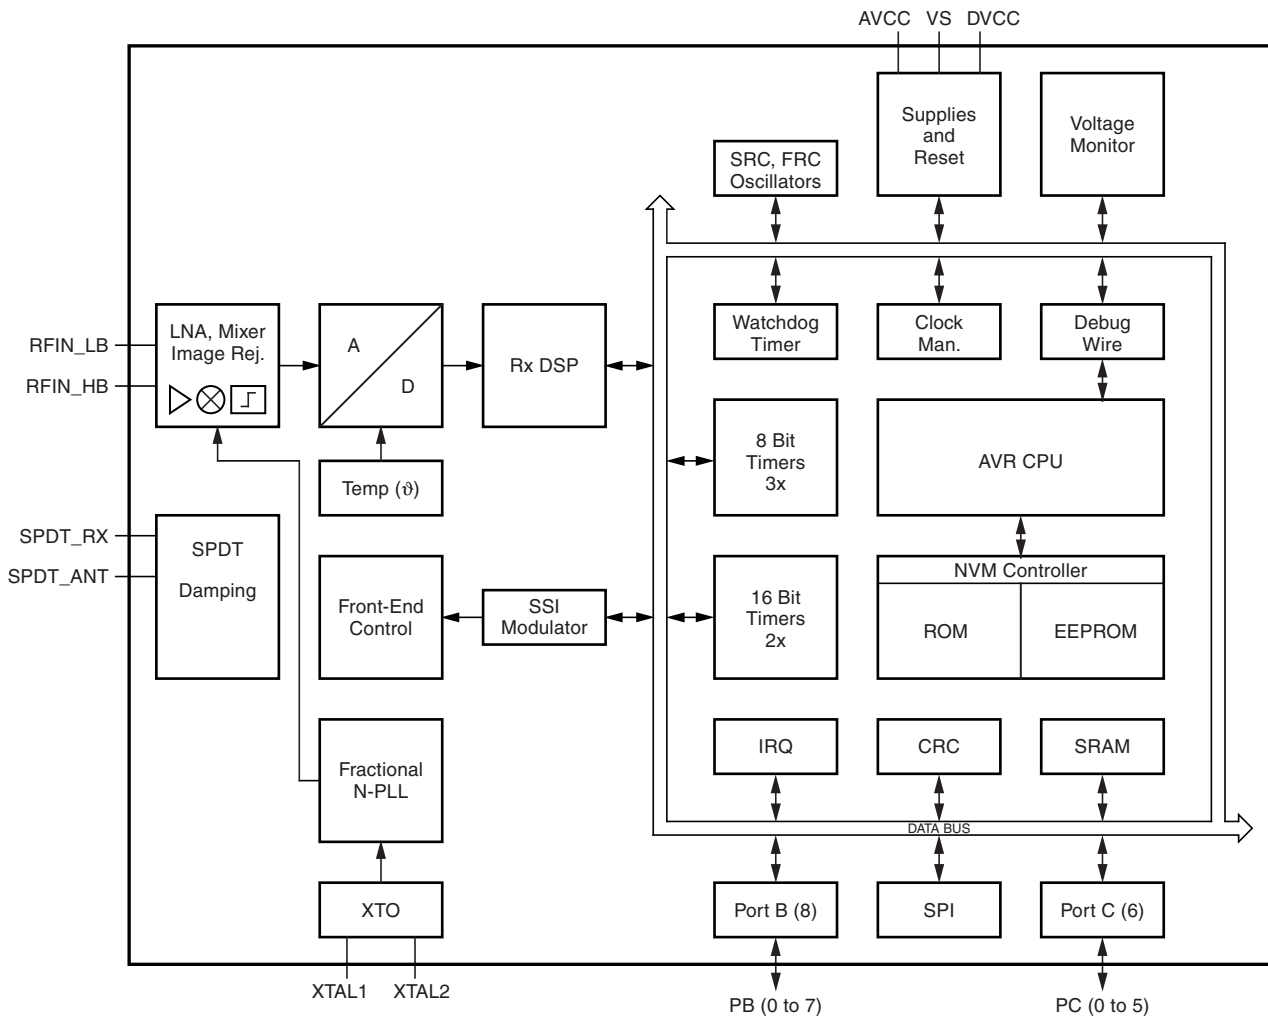 AVCC VS DVCC
Supplies
and
Reset
Voltage
Monitor
SRC, FRC
Oscillators
RFIN_LB
RFIN_HB
LNA, Mixer
Image Rej.
A
D
Rx DSP
Watchdog
Timer
Clock
Man.
Debug
Wire
Temp (ϑ)
8 Bit
Timers
3x
AVR CPU
SPDT_RX
SPDT_ANT
SPDT
Damping
Front-End
Control
SSI
Modulator
16 Bit
Timers
2x
NVM Controller
ROM
EEPROM
Fractional
N-PLL
IRQ
CRC
SRAM
DATA BUS
XTO
Port B (8)
SPI
Port C (6)
XTAL1
XTAL2
PB (0 to 7)
PC (0 to 5)